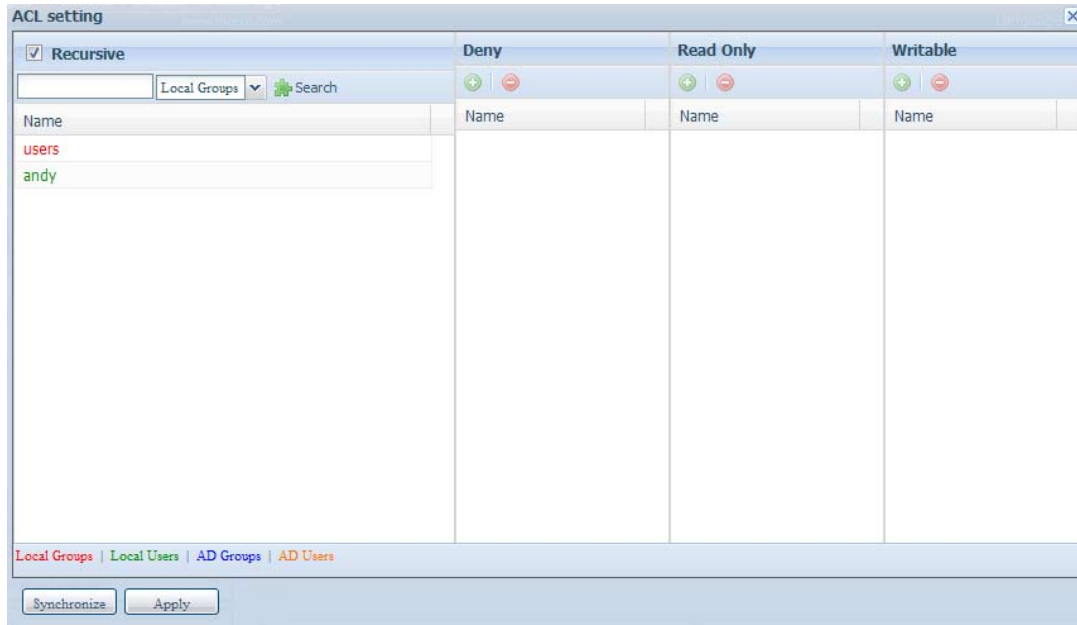 ACL setting
Recursive
Deny
Read Only
Writable
Local Groups
Search
Name
Name
Name
Name
users
andy
Local Groups | Local Users | AD Groups | AD Users
Synchronize
Apply